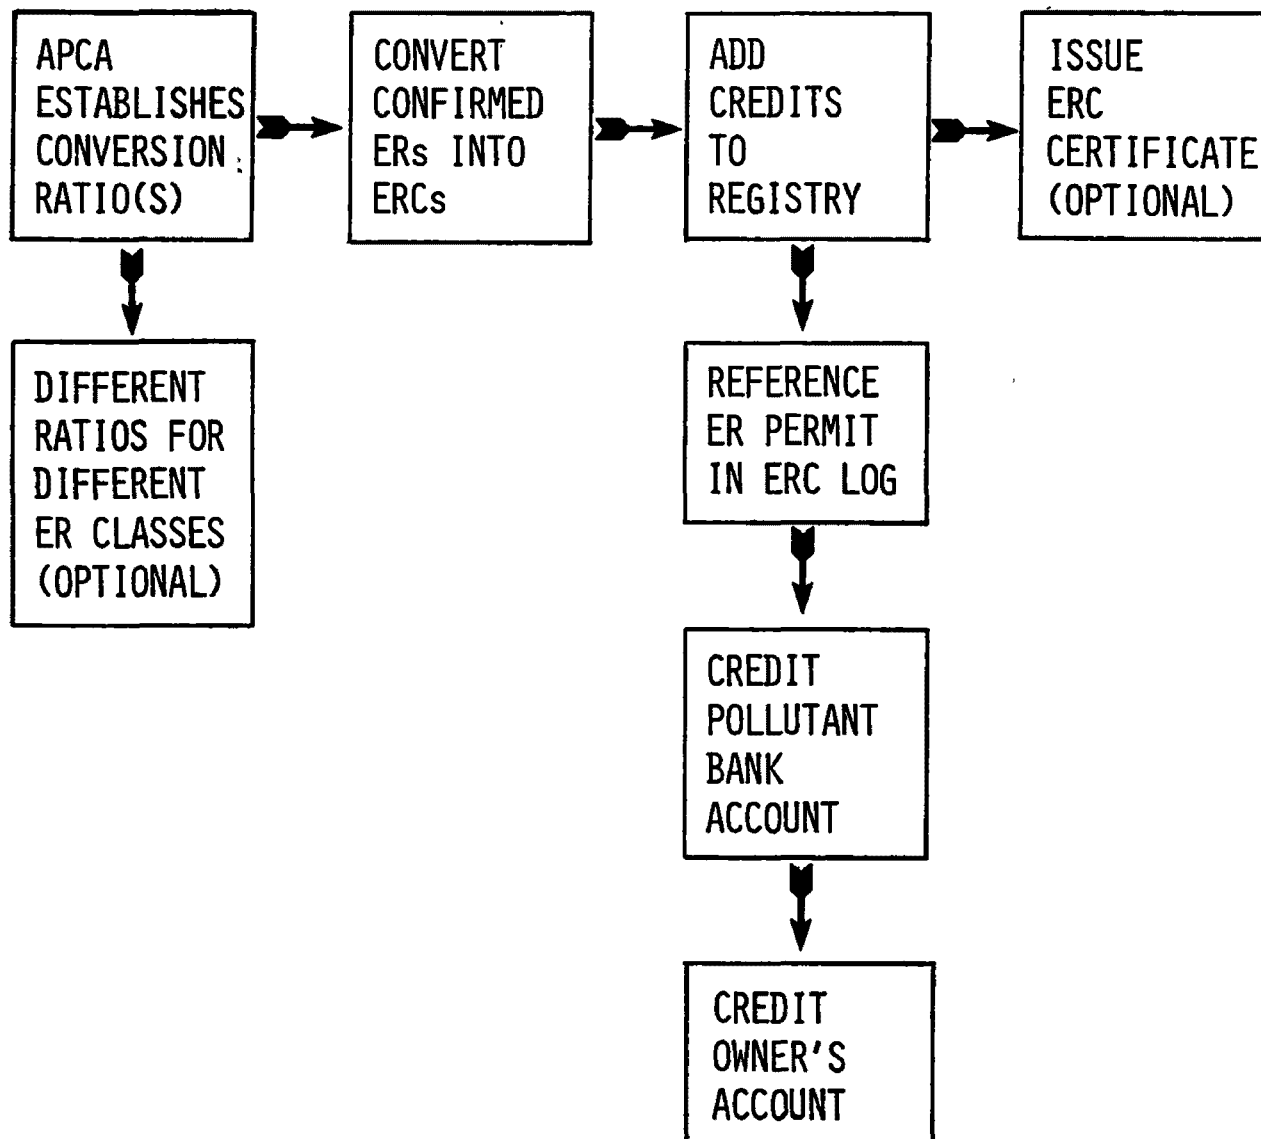 APCA
ESTABLISHES
CONVERSION
RATIO(S)
CONVERT
CONFIRMED
ERs INTO
ERCs
ADD
CREDITS
TO
REGISTRY
ISSUE
ERC
CERTIFICATE
(OPTIONAL)
DIFFERENT
RATIOS FOR
DIFFERENT
ER CLASSES
(OPTIONAL)
REFERENCE
ER PERMIT
IN ERC LOG
CREDIT
POLLUTANT
BANK
ACCOUNT
CREDIT
OWNER'S
ACCOUNT